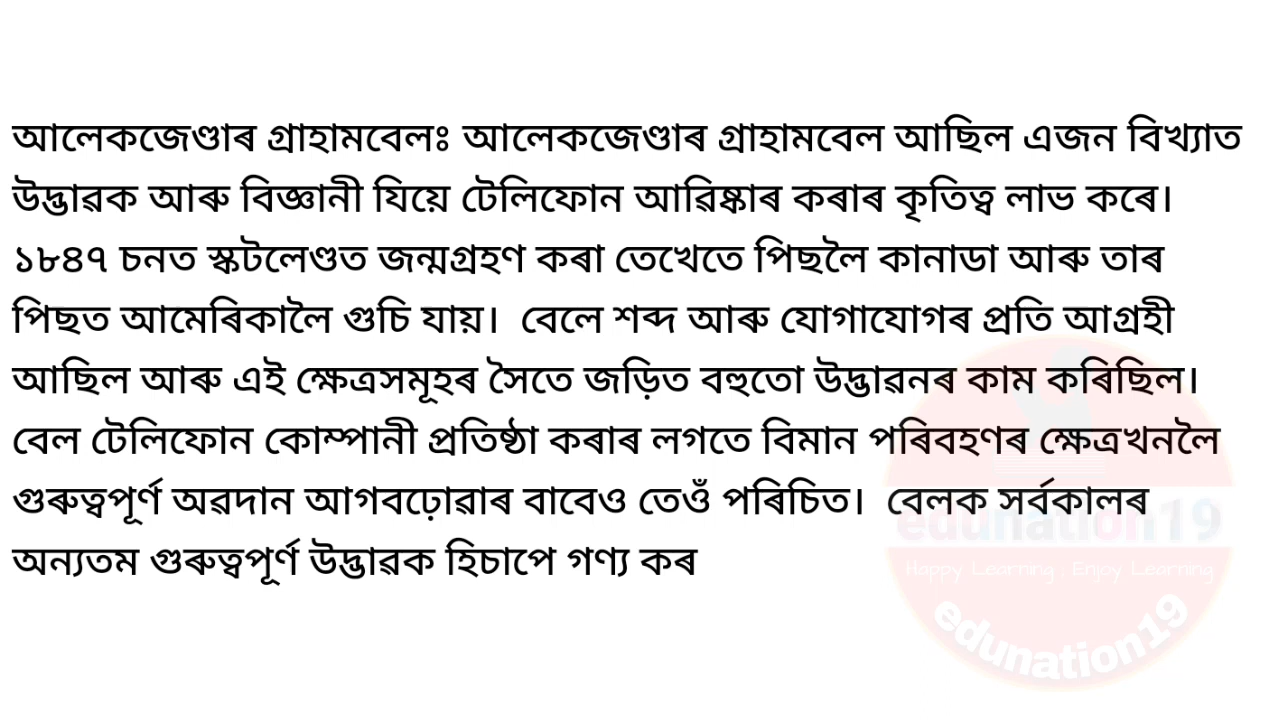 আলেকজেণ্ডাৰ গ্ৰাহামবেলঃ আলেকজেণ্ডাৰ গ্ৰাহামবেল আছিল এজন বিখ্যাত
উদ্ভাৱক আৰু বিজ্ঞানী যিয়ে টেলিফোন আৱিষ্কাৰ কৰাৰ কৃতিত্ব লাভ কৰে।
১৮৪৭ চনত স্কটলেণ্ডত জন্মগ্ৰহণ কৰা তেখেতে পিছলৈ কানাডা আৰু তাৰ
পিছত আমেৰিকালৈ গুচি যায়। বেলে শব্দ আৰু যোগাযোগৰ প্ৰতি আগ্ৰহী
আছিল আৰু এই ক্ষেত্ৰসমূহৰ সৈতে জড়িত বহুতো উদ্ভাৱনৰ কাম কৰিছিল।
বেল টেলিফোন কোম্পানী প্ৰতিষ্ঠা কৰাৰ লগতে বিমান পৰিবহণৰ ক্ষেত্ৰখনলৈ
গুৰুত্বপূৰ্ণ অৱদান আগবঢ়োৱাৰ বাবেও তেওঁ পৰিচিত। বেলক সৰ্বকালৰ
অন্যতম গুৰুত্বপূৰ্ণ উদ্ভাৱক হিচাপে গণ্য কৰ
edunation19
Happy Learning : Enjoy Learning
edunation19